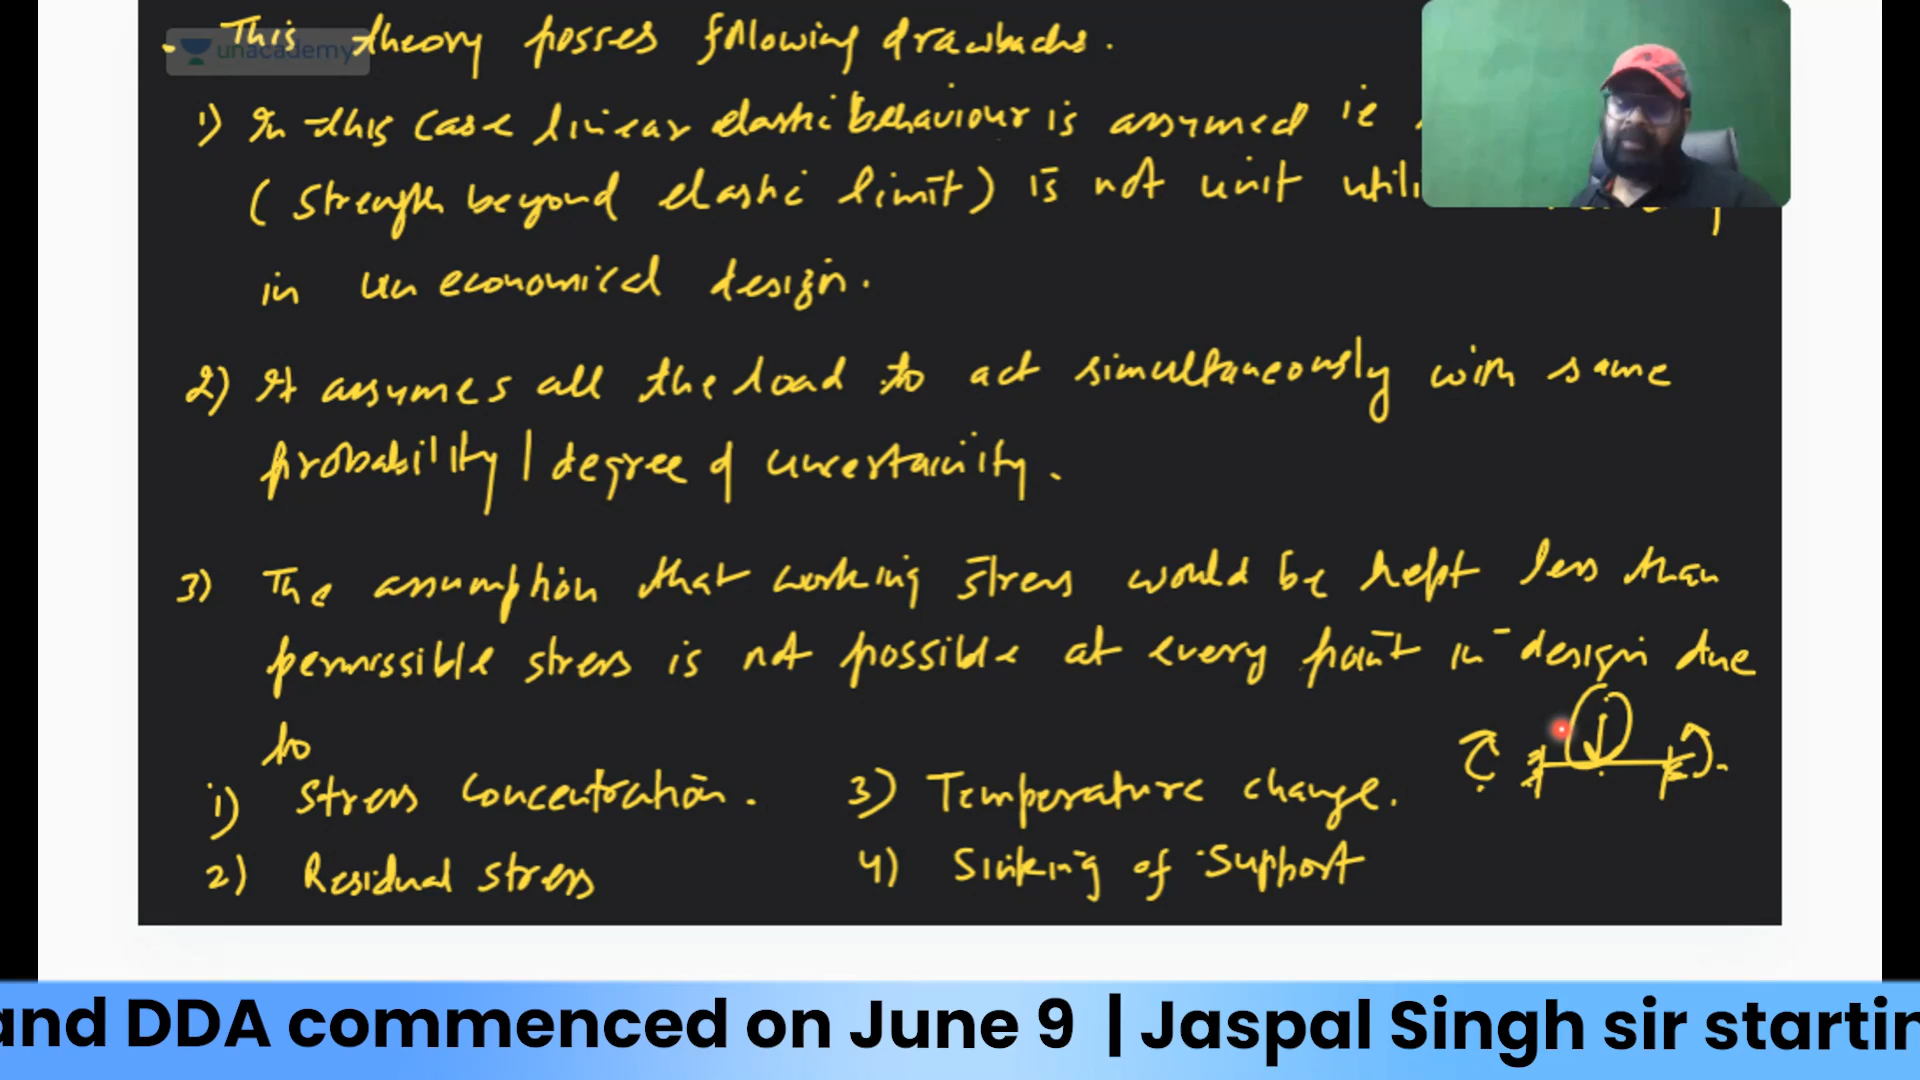 - This theory posses following drawbacks.
unacademy
1) In this case linear elastic behaviour is assumed ie
(strength beyond elastic limit) is not unit utili
in un economical design.
2) It assumes all the load to act simultaneously with same
probability | degree of uncertainity.
3) The assumption that working stress would be kept less than
permissible stress is not possible at every point in design due
to
i) Stress concentration.
3) Temperature change.
2) Residual stress
4) Sinking of Support
and DDA commenced on June 9 | Jaspal Singh sir startin